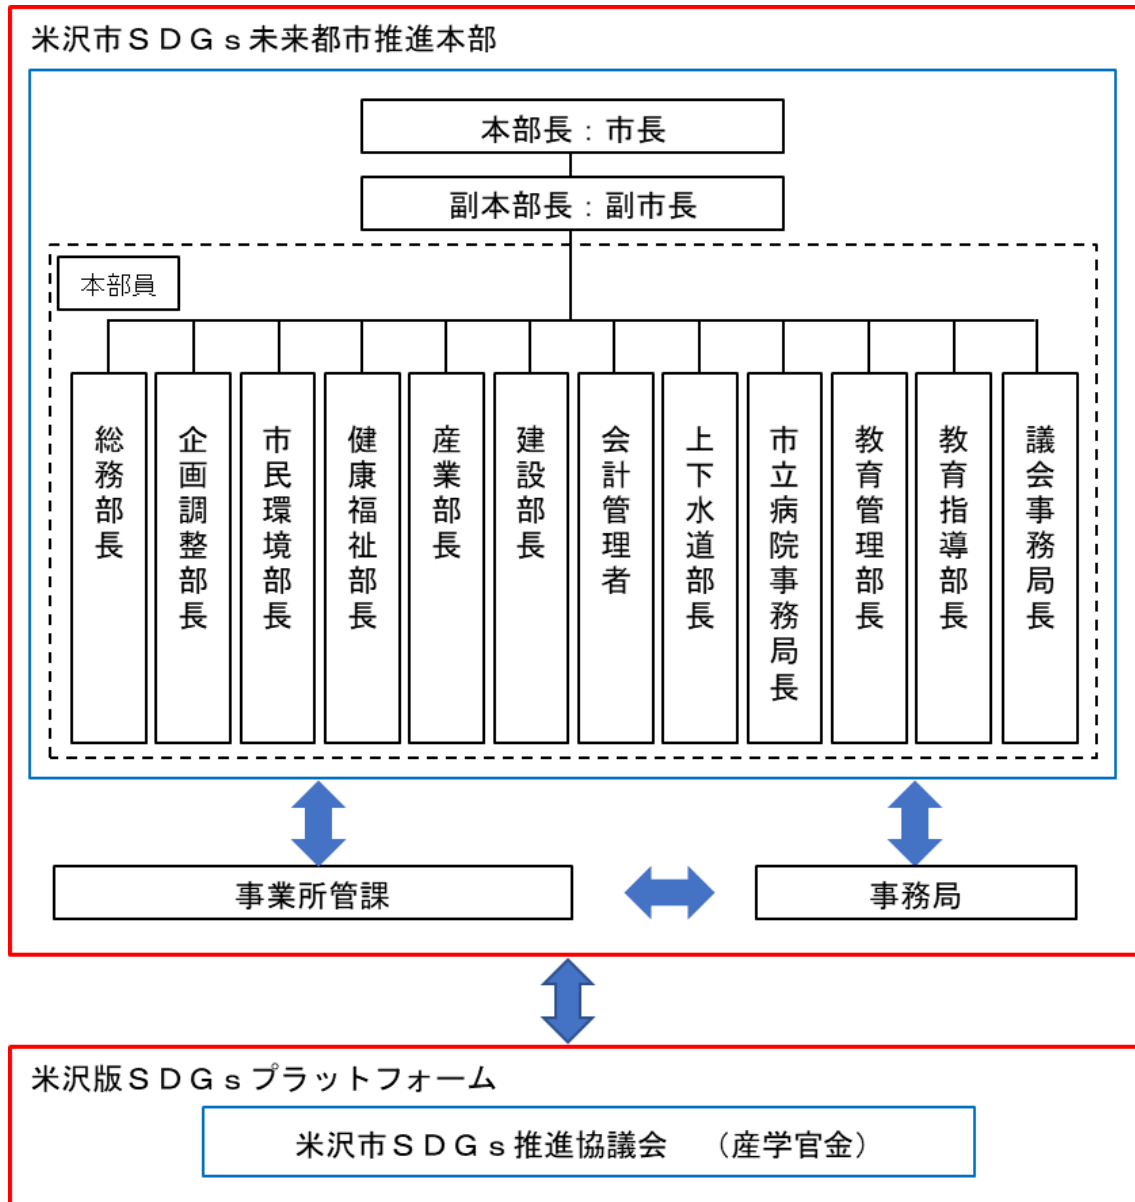 米沢市ＳＤＧｓ未来都市推進本部
本部長：市長
副本部長：副市長
本部員
総務部長
企画調整部長
市民環境部長
健康福祉部長
産業部長
建設部長
会計管理者
上下水道部長
市立病院事務局長
教育管理部長
教育指導部長
議会事務局長
事業所管課
事務局
米沢版ＳＤＧｓプラットフォーム
米沢市ＳＤＧｓ推進協議会　（産学官金）